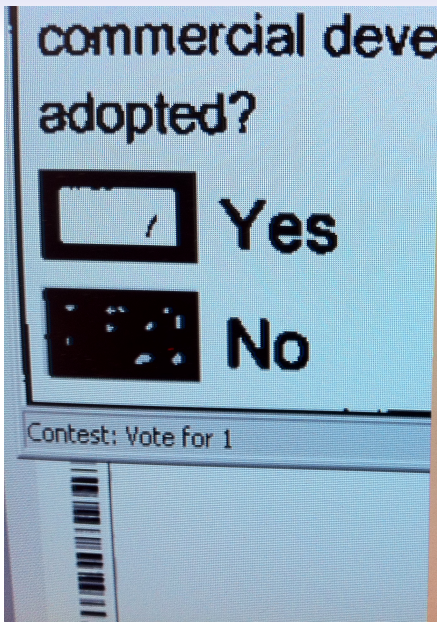 commercial deve
adopted?
Yes
No
Contest: Vote for 1